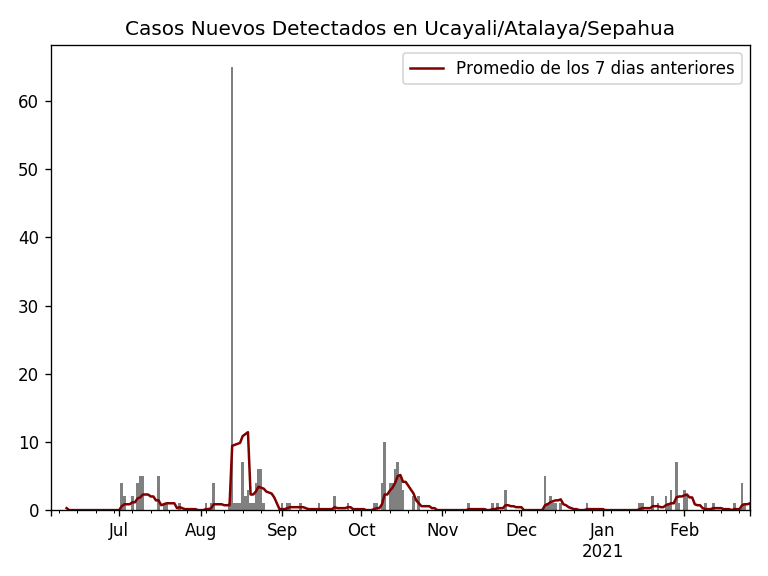 Casos Nuevos Detectados en Ucayali/Atalaya/Sepahua
Promedio de los 7 dias anteriores
60
50
40
30
20
10
0
Jul Aug Sep Oct Nov Dec Jan Feb
2021